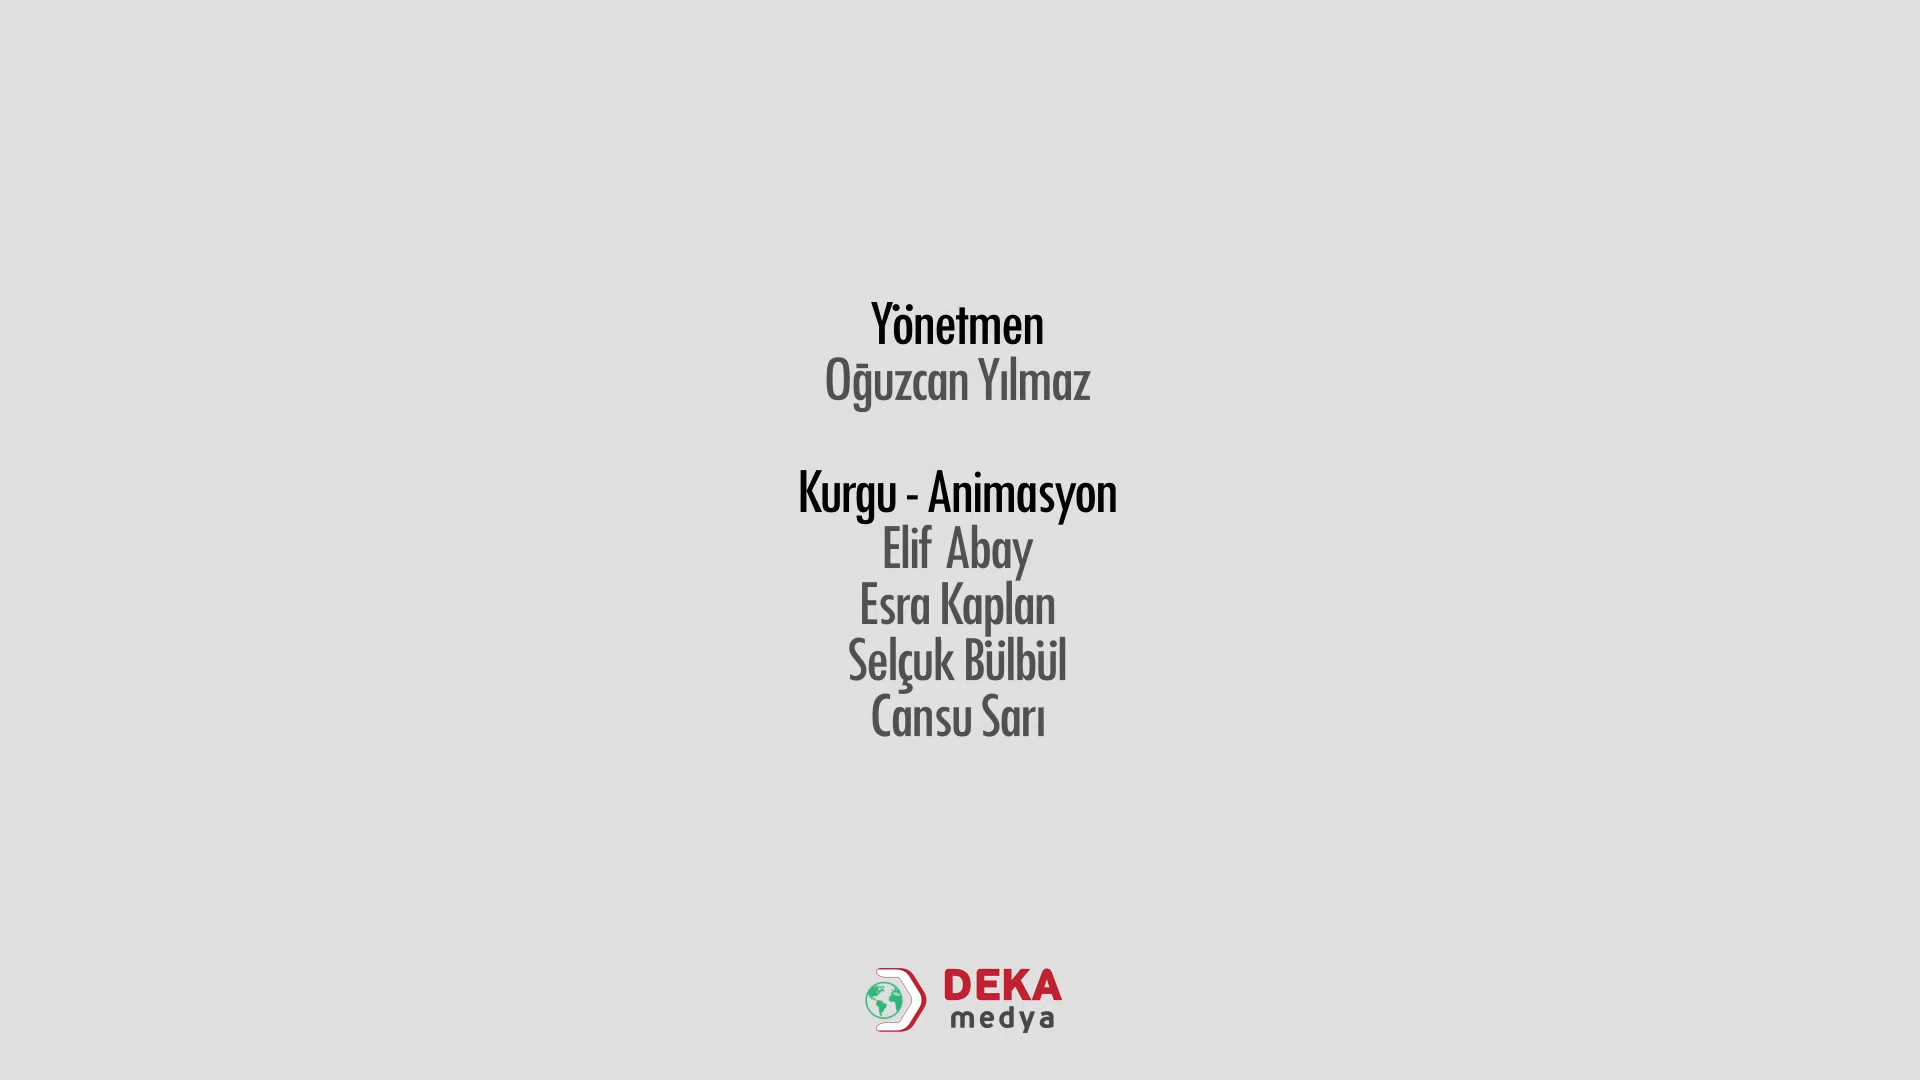 Yönetmen
Oğuzcan Yılmaz
Kurgu - Animasyon
Elif Abay
Esra Kaplan
Selçuk Bülbül
Cansu Sarı
DEKA
medya